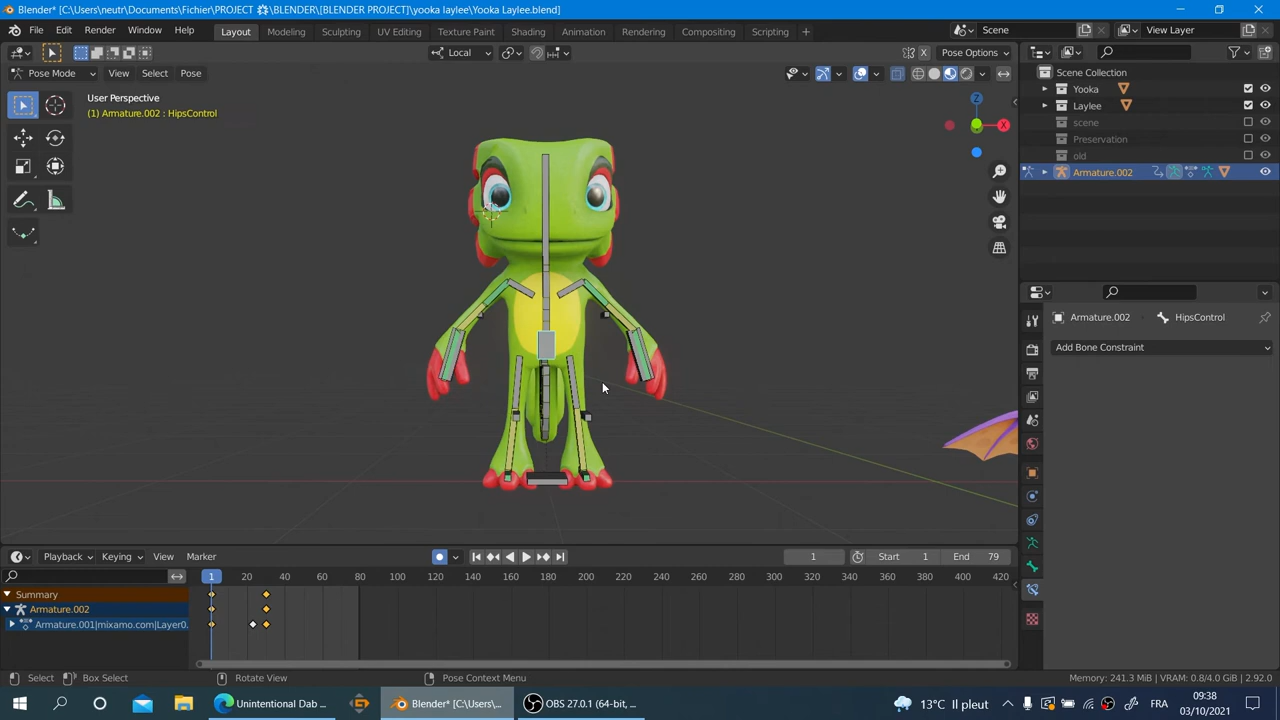 Blender* [C:\Users\neutr\Documents\Fichier\PROJECT 蛮\BLENDER\[BLENDER PROJECT]\yooka laylee\Yooka Laylee.blend]
File Edit Render Window Help Layout Modeling Sculpting UV Editing Texture Paint Shading Animation Rendering Compositing Scripting + Scene View Layer
Local X Pose Options
Pose Mode View Select Pose
User Perspective
(1) Armature.002 : HipsControl
Z
X
Scene Collection
Yooka
Laylee
scene
Preservation
old
Armature.002
Armature.002 HipsControl
Add Bone Constraint
Playback Keying View Marker 1 Start 1 End 79
1 20 40 60 80 100 120 140 160 180 200 220 240 260 280 300 320 340 360 380 400 420
Summary
Armature.002
Armature.001|mixamo.com|Layer0.
Select Box Select Rotate View Pose Context Menu Memory: 241.3 MiB | VRAM: 0.8/4.0 GiB | 2.92.0
Unintentional Dab ... Blender* [C:\Users\... OBS 27.0.1 (64-bit, ... 13°C Il pleut FR 09:38
03/10/2021